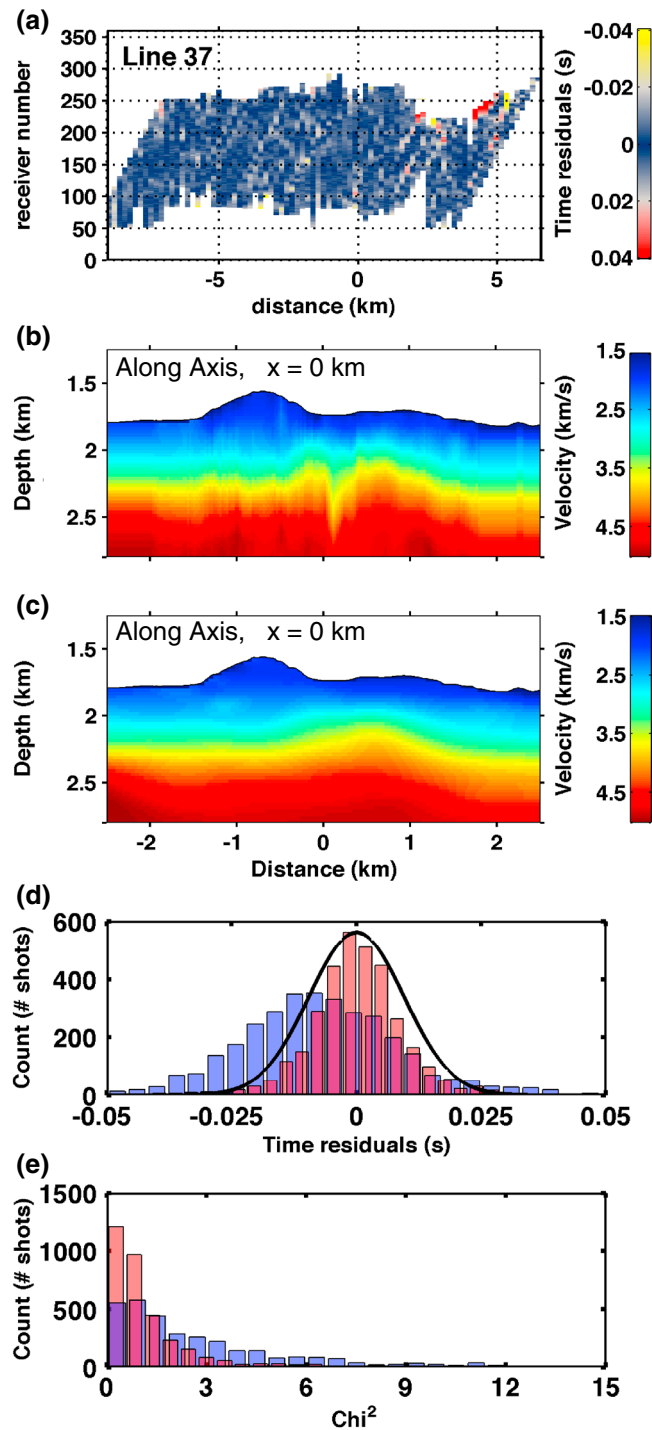 (a)
Line 37
350
300
250
200
150
100
50
0
receiver number
-5
0
5
distance (km)
-0.04
-0.02
0
0.02
0.04
Time residuals (s)
(b)
Along Axis, x = 0 km
1.5
2
2.5
Depth (km)
1.5
3.5
4.5
Velocity (km/s)
(c)
Along Axis, x = 0 km
1.5
2
2.5
Depth (km)
-2
-1
0
1
2
Distance (km)
1.5
3.5
4.5
Velocity (km/s)
(d)
600
400
200
0
Count (# shots)
-0.05
-0.025
0
0.025
0.05
Time residuals (s)
(e)
1500
1000
500
0
Count (# shots)
0
3
6
9
12
15
Chi²